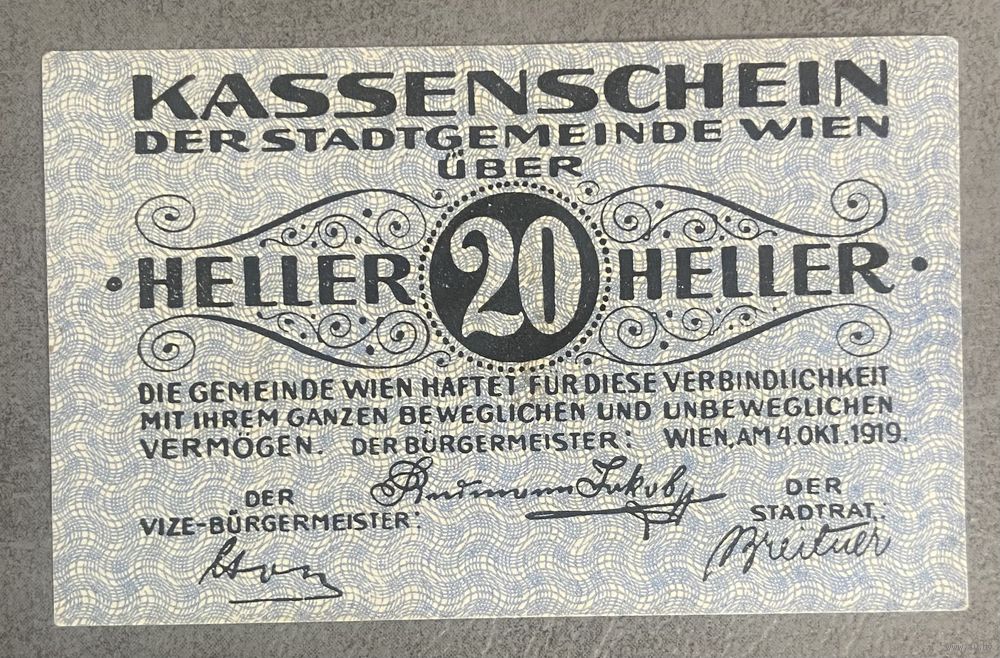 KASSENSCHEIN
DER STADTGEMEINDE WIEN
ÜBER
· HELLER 20 HELLER ·
DIE GEMEINDE WIEN HAFTET FÜR DIESE VERBINDLICHKEIT
MIT IHREM GANZEN BEWEGLICHEN UND UNBEWEGLICHEN
VERMÖGEN. DER BÜRGERMEISTER: WIEN, AM 4. OKT. 1919.
Jakob
DER
VIZE-BÜRGERMEISTER:
DER
STADTRAT:
Breitner